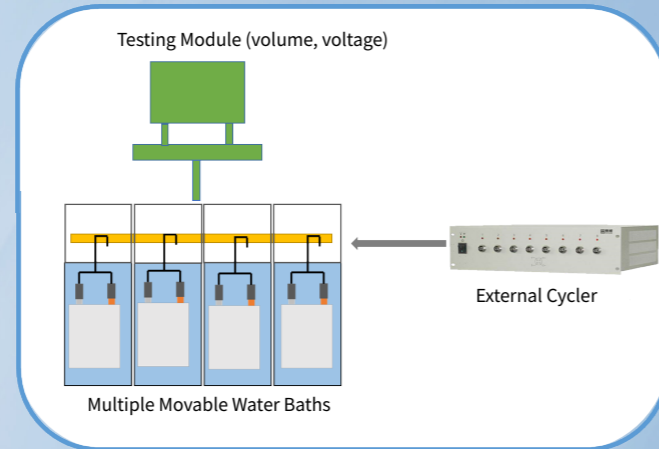 Testing Module (volume, voltage)
External Cycler
Multiple Movable Water Baths